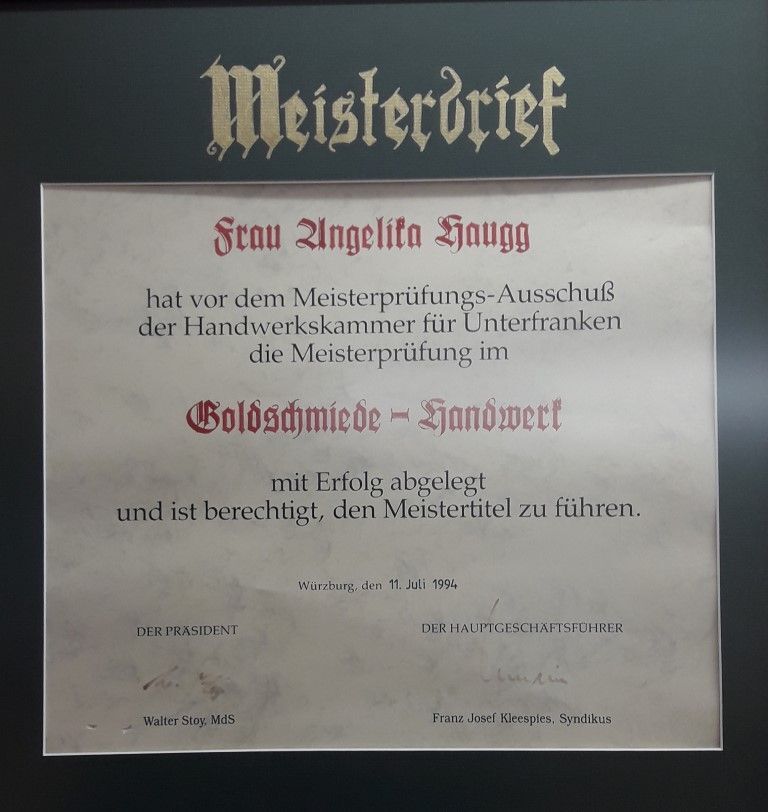 Meisterbrief
Frau Angelika Haugg
hat vor dem Meisterprüfungs-Ausschuß
der Handwerkskammer für Unterfranken
die Meisterprüfung im
Goldschmiede - Handwerk
mit Erfolg abgelegt
und ist berechtigt, den Meistertitel zu führen.
Würzburg, den 11. Juli 1994
DER PRÄSIDENT
DER HAUPTGESCHÄFTSFÜHRER
Walter Stoy, MdS
Franz Josef Kleespies, Syndikus